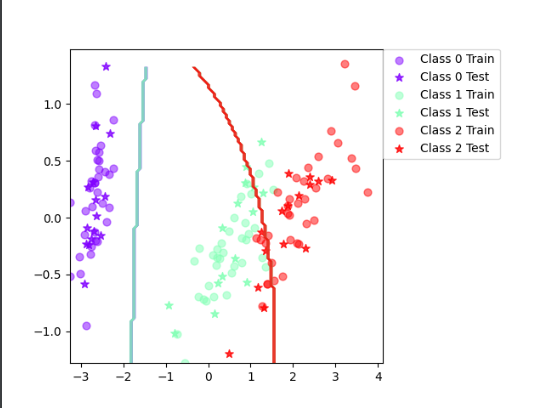 1.0
0.5
0.0
−0.5
−1.0
−3 −2 −1 0 1 2 3 4
Class 0 Train
Class 0 Test
Class 1 Train
Class 1 Test
Class 2 Train
Class 2 Test